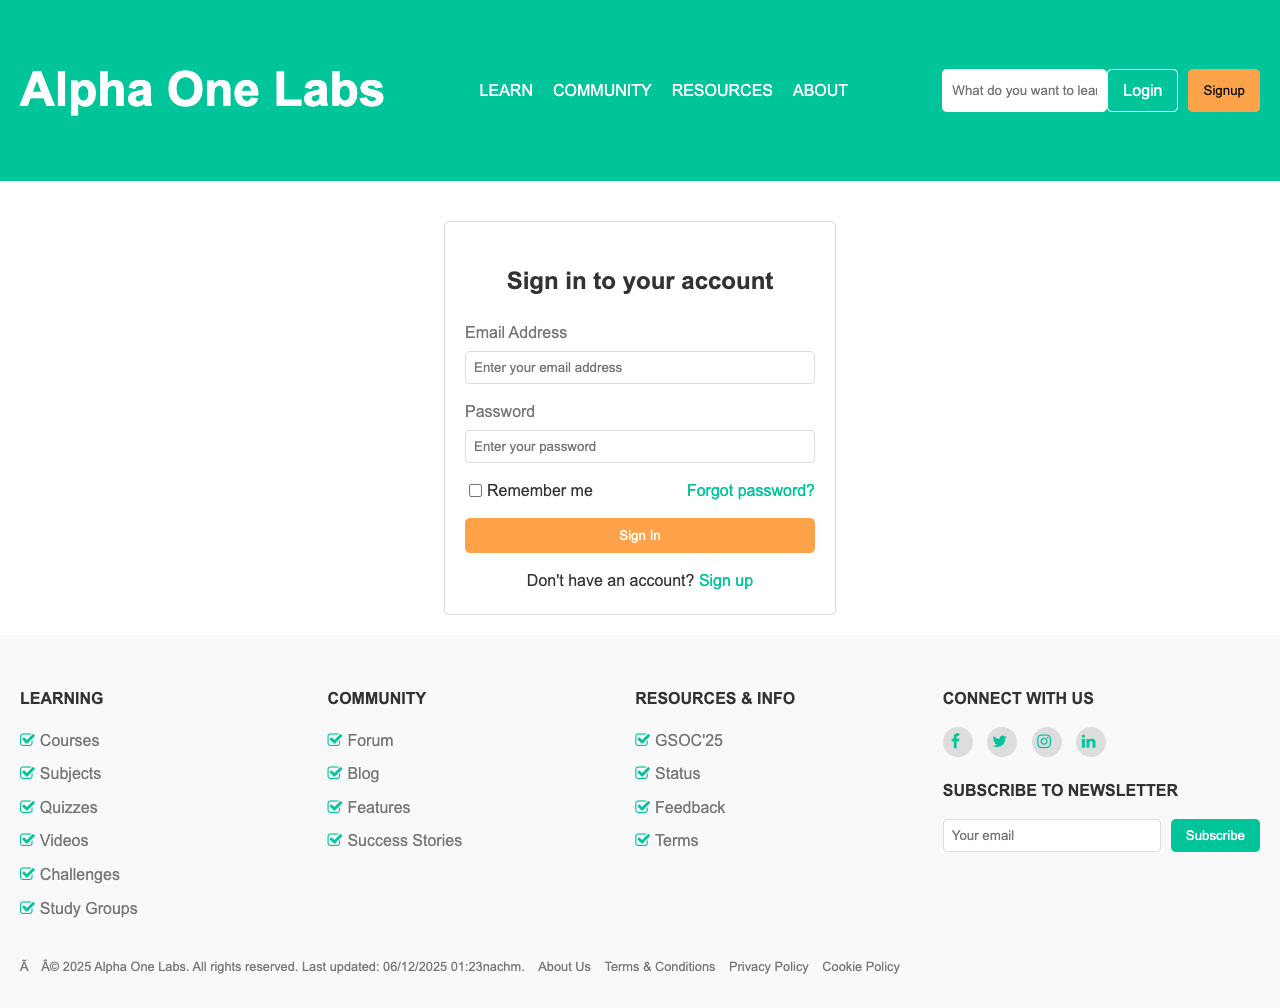 Alpha One Labs
LEARN COMMUNITY RESOURCES ABOUT
What do you want to lear
Login
Signup
Sign in to your account
Email Address
Enter your email address
Password
Enter your password
Remember me
Forgot password?
Sign In
Don't have an account? Sign up
LEARNING
Courses
Subjects
Quizzes
Videos
Challenges
Study Groups
COMMUNITY
Forum
Blog
Features
Success Stories
RESOURCES & INFO
GSOC'25
Status
Feedback
Terms
CONNECT WITH US
SUBSCRIBE TO NEWSLETTER
Your email
Subscribe
Ã Â© 2025 Alpha One Labs. All rights reserved. Last updated: 06/12/2025 01:23nachm. About Us Terms & Conditions Privacy Policy Cookie Policy